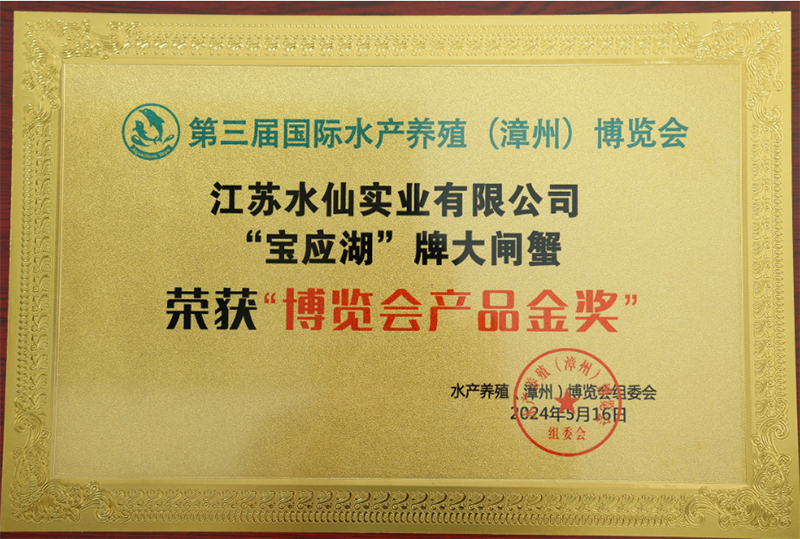 第三届国际水产养殖（漳州）博览会
江苏水仙实业有限公司
“宝应湖”牌大闸蟹
荣获“博览会产品金奖”
水产养殖（漳州）博览会组委会
2024年5月16日
组委会